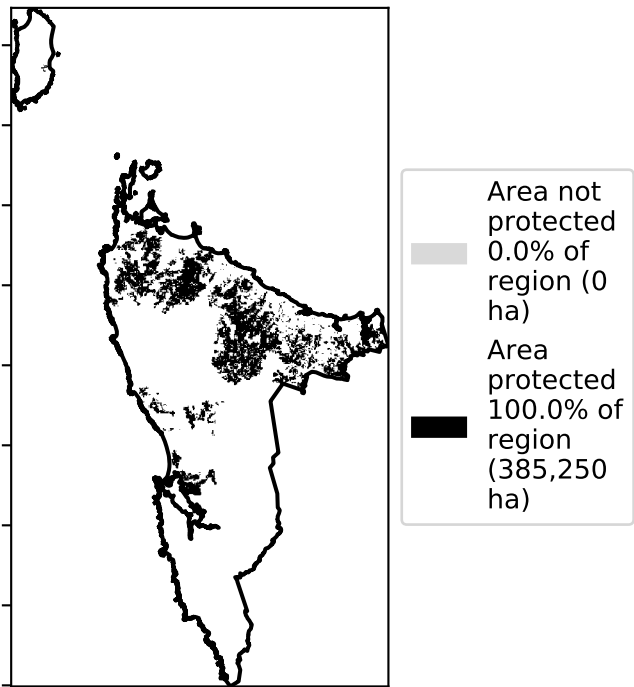 Area not
protected
0.0% of
region (0
ha)
Area
protected
100.0% of
region
(385,250
ha)